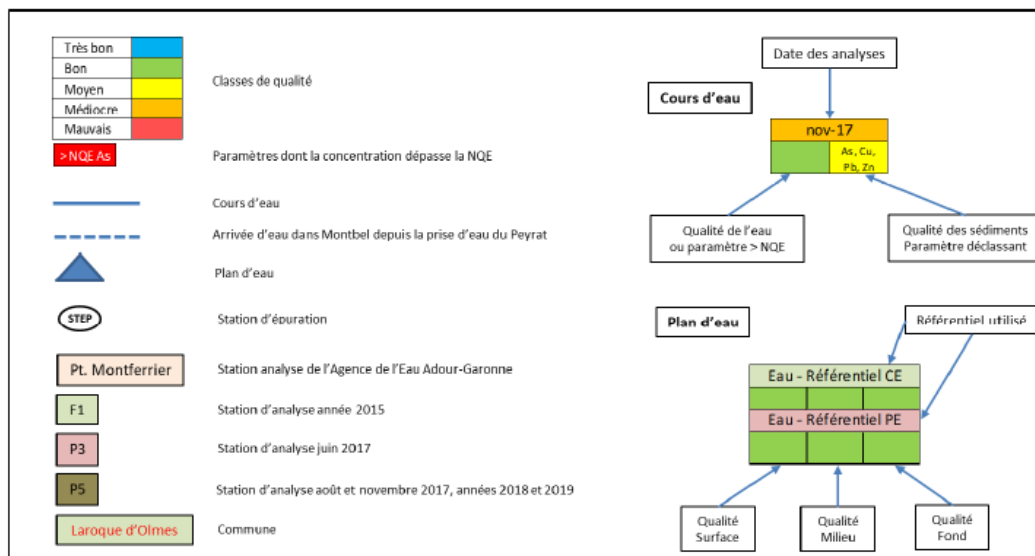 Très bon
Bon
Moyen
Médiocre
Mauvais
Classes de qualité
> NQE As
Paramètres dont la concentration dépasse la NQE
Cours d'eau
Arrivée d'eau dans Montbel depuis la prise d'eau du Peyrat
Plan d'eau
STEP
Station d'épuration
Pt. Montferrier
Station analyse de l'Agence de l'Eau Adour-Garonne
F1
Station d'analyse année 2015
P3
Station d'analyse juin 2017
P5
Station d'analyse août et novembre 2017, années 2018 et 2019
Laroque d'Olmes
Commune
Date des analyses
Cours d'eau
nov-17
As, Cu,
Pb, Zn
Qualité de l'eau
ou paramètre > NQE
Qualité des sédiments
Paramètre déclassant
Plan d'eau
Référentiel utilisé
Eau - Référentiel CE
Eau - Référentiel PE
Qualité
Surface
Qualité
Milieu
Qualité
Fond